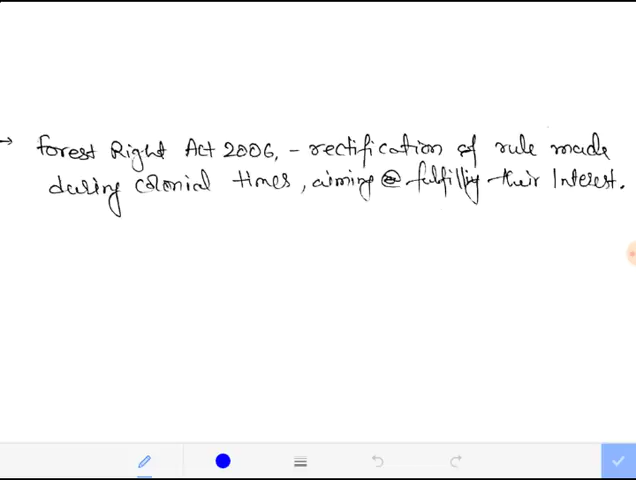 → Forest Right Act 2006, - rectification of rule made
during colonial times, aiming @ fulfilling their Interest.